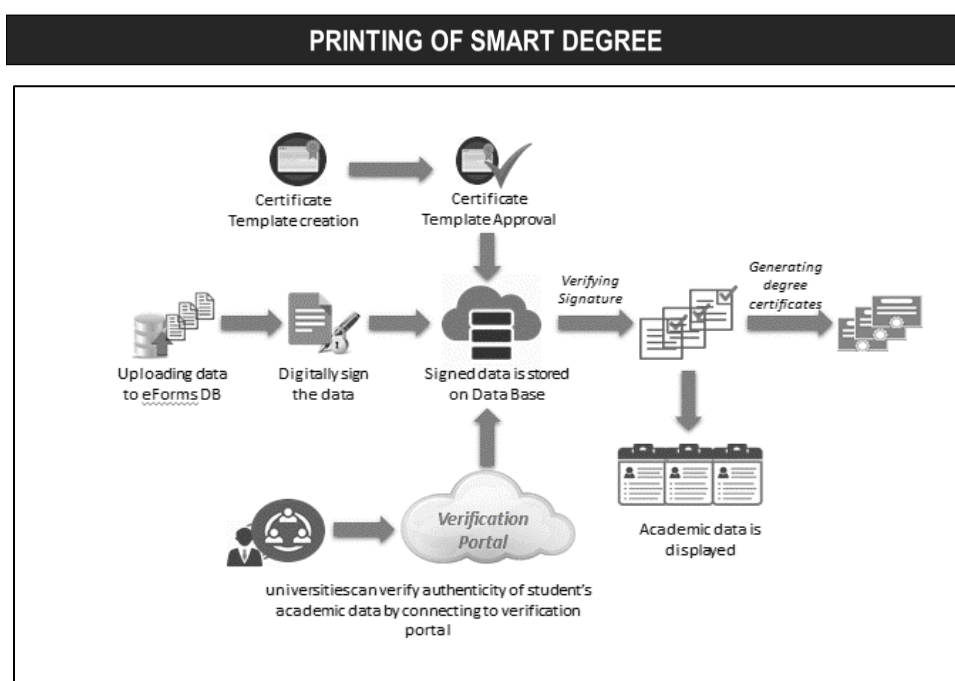 PRINTING OF SMART DEGREE
Certificate
Template creation
Certificate
Template Approval
Verifying
Signature
Generating
degree
certificates
Uploading data
to eForms DB
Digitally sign
the data
Signed data is stored
on Data Base
Verification
Portal
Academic data is
displayed
universitiescan verify authenticity of student's
academic data by connecting to verification
portal